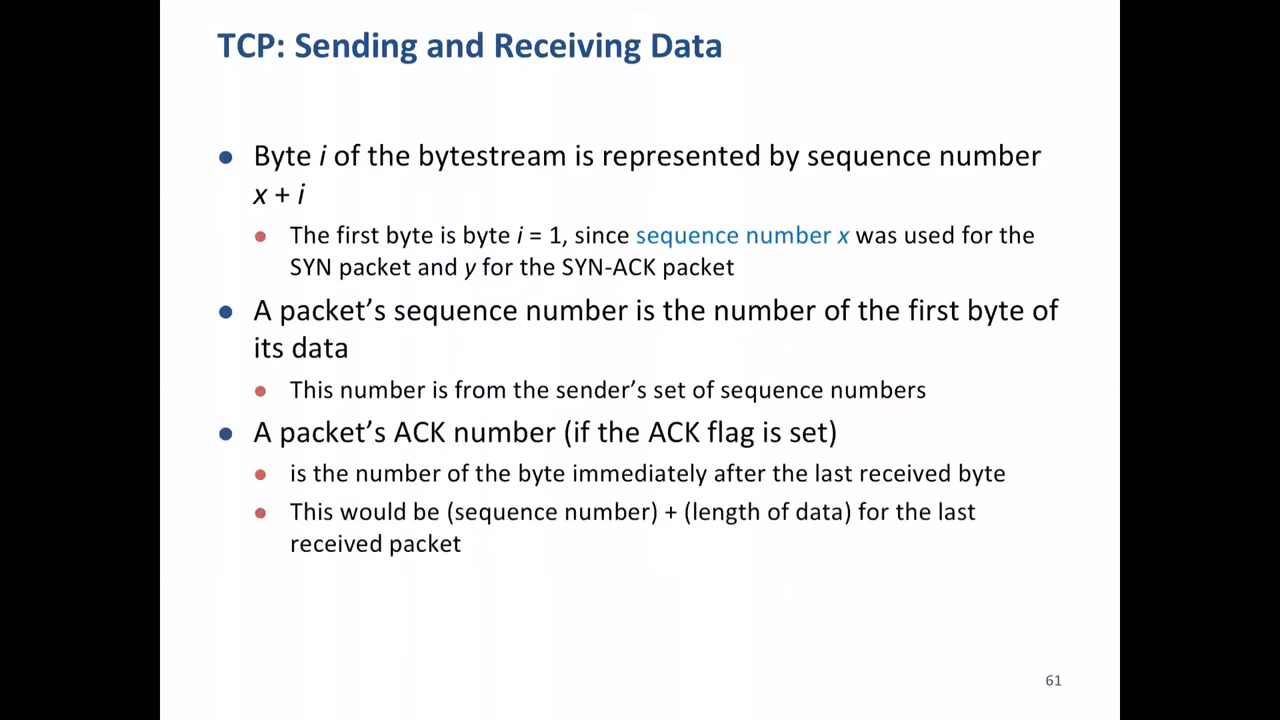 TCP: Sending and Receiving Data
● Byte i of the bytestream is represented by sequence number
x + i
● The first byte is byte i = 1, since sequence number x was used for the
SYN packet and y for the SYN-ACK packet
● A packet’s sequence number is the number of the first byte of
its data
● This number is from the sender’s set of sequence numbers
● A packet’s ACK number (if the ACK flag is set)
● is the number of the byte immediately after the last received byte
● This would be (sequence number) + (length of data) for the last
received packet
61